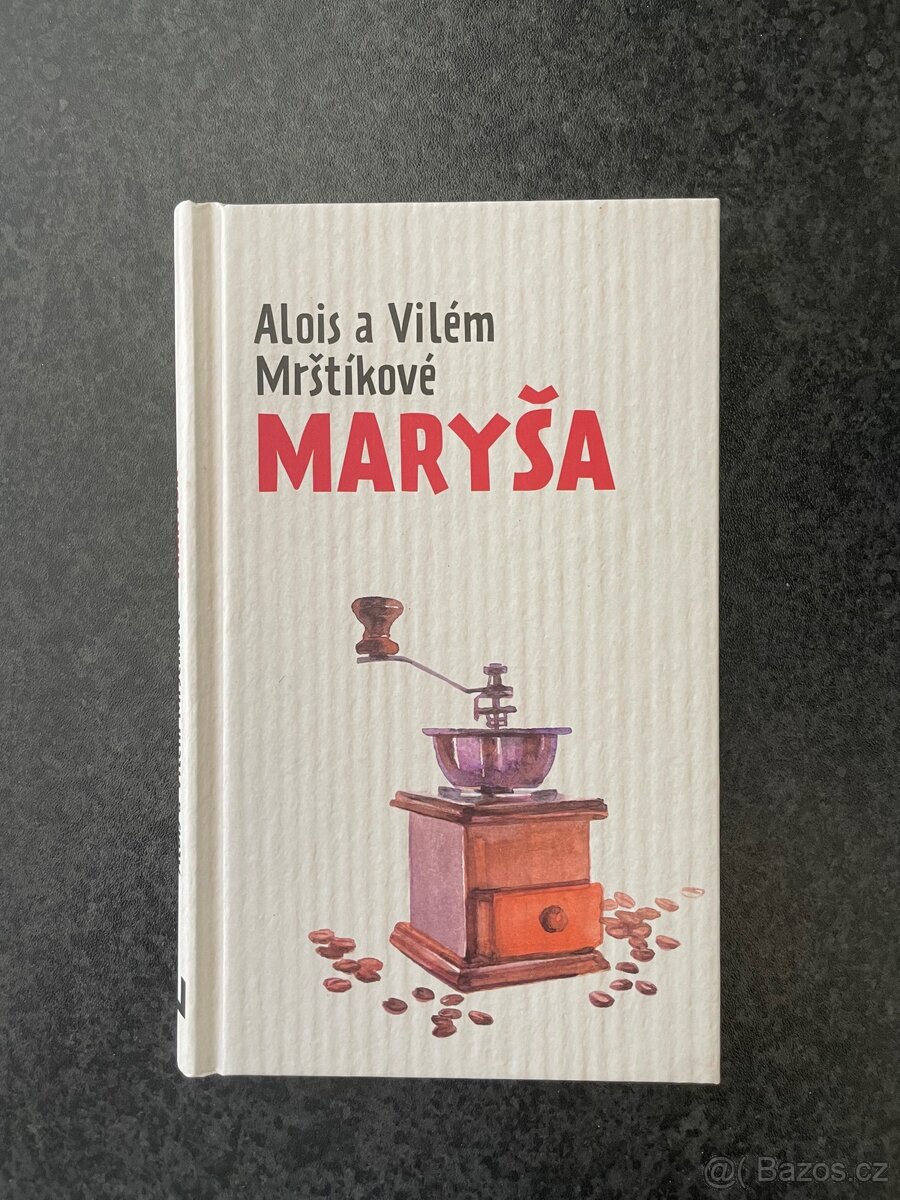 Alois a Vilém
Mrštíkové
MARYŠA
@( Bazos.cz